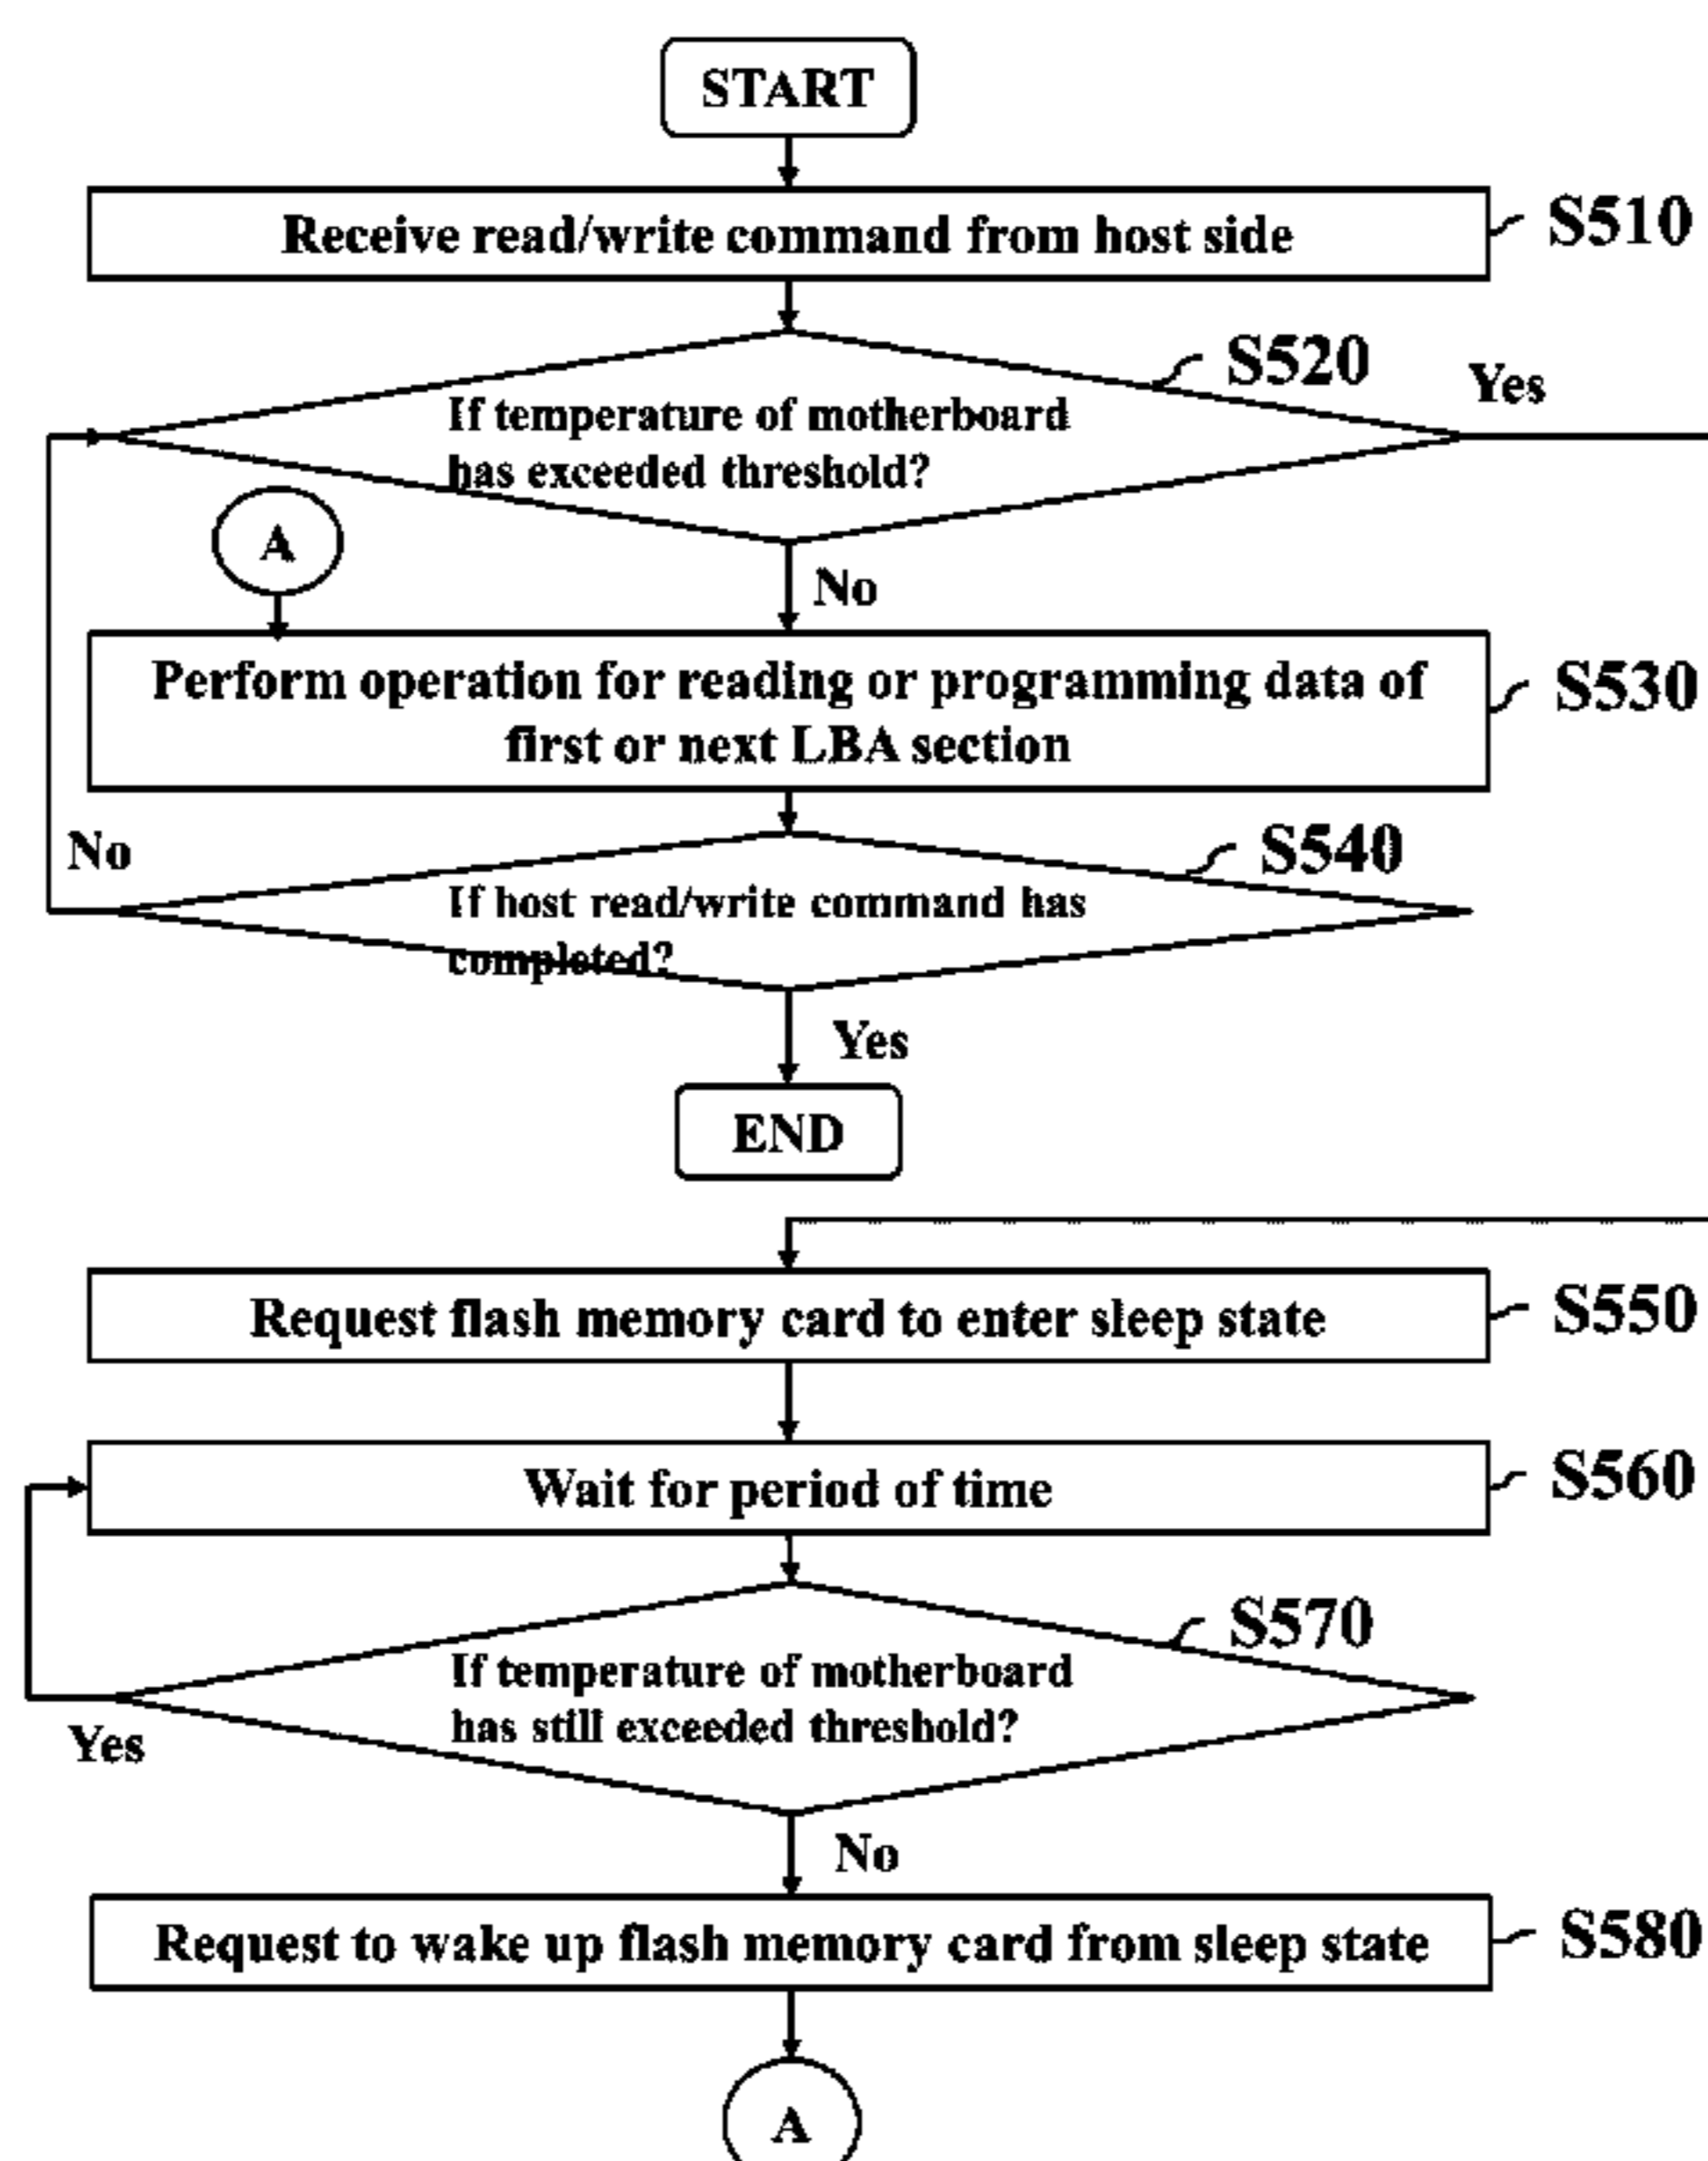 START
Receive read/write command from host side
S510
S520
Yes
If temperature of motherboard
has exceeded threshold?
A
No
Perform operation for reading or programming data of
first or next LBA section
S530
No
S540
If host read/write command has
completed?
Yes
END
Request flash memory card to enter sleep state
S550
Wait for period of time
S560
S570
If temperature of motherboard
has still exceeded threshold?
Yes
No
Request to wake up flash memory card from sleep state
S580
A